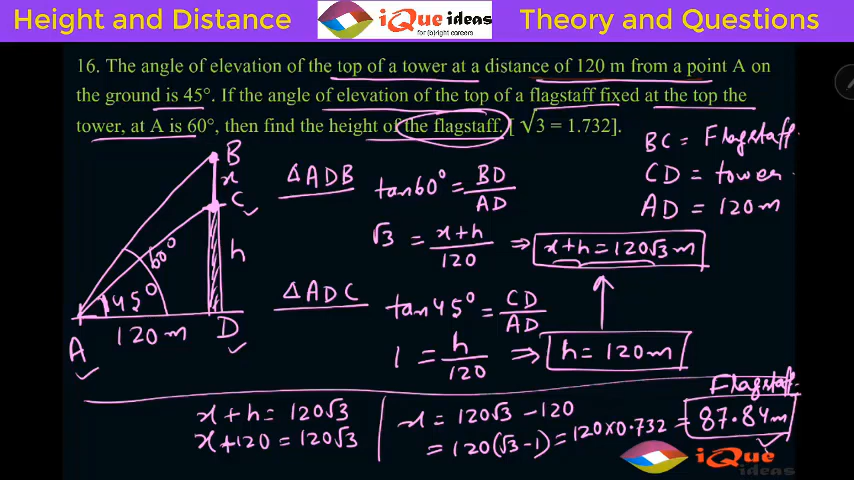 Height and Distance
iQue ideas
for (b)right careers
Theory and Questions
16. The angle of elevation of the top of a tower at a distance of 120 m from a point A on
the ground is 45°. If the angle of elevation of the top of a flagstaff fixed at the top the
tower, at A is 60°, then find the height of the flagstaff. [ √3 = 1.732].
BC = Flagstaff.
CD = tower.
AD = 120m
B
x
C
h
60°
45°
A
120 m
D
△ADB
tan60° = BD/AD
√3 = x+h/120 ⇒ x+h = 120√3 m
△ADC
tan45° = CD/AD
1 = h/120 ⇒ h = 120m
x + h = 120√3
x+120 = 120√3
x = 120√3 - 120
= 120(√3 - 1) = 120 × 0.732 = 87.84m
Flagstaff
iQue
ideas